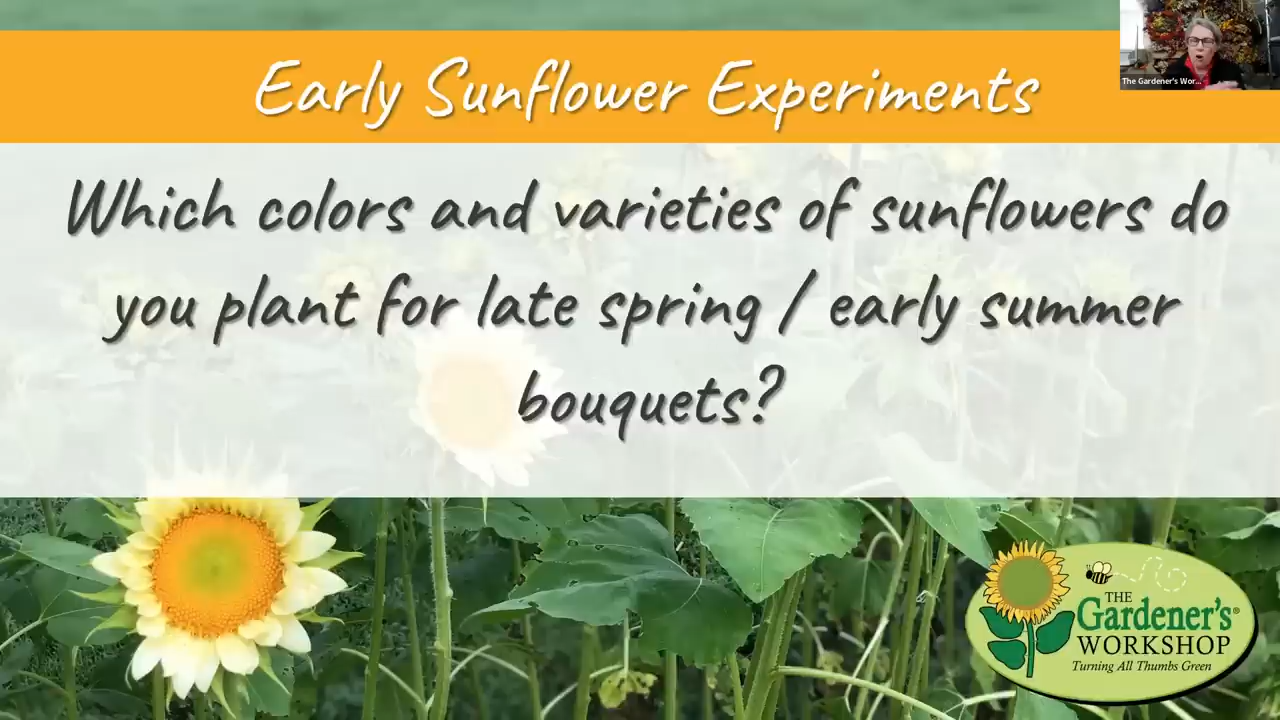 Early Sunflower Experiments
The Gardener's Wor...
Which colors and varieties of sunflowers do
you plant for late spring / early summer
bouquets?
THE
Gardener's®
WORKSHOP
Turning All Thumbs Green